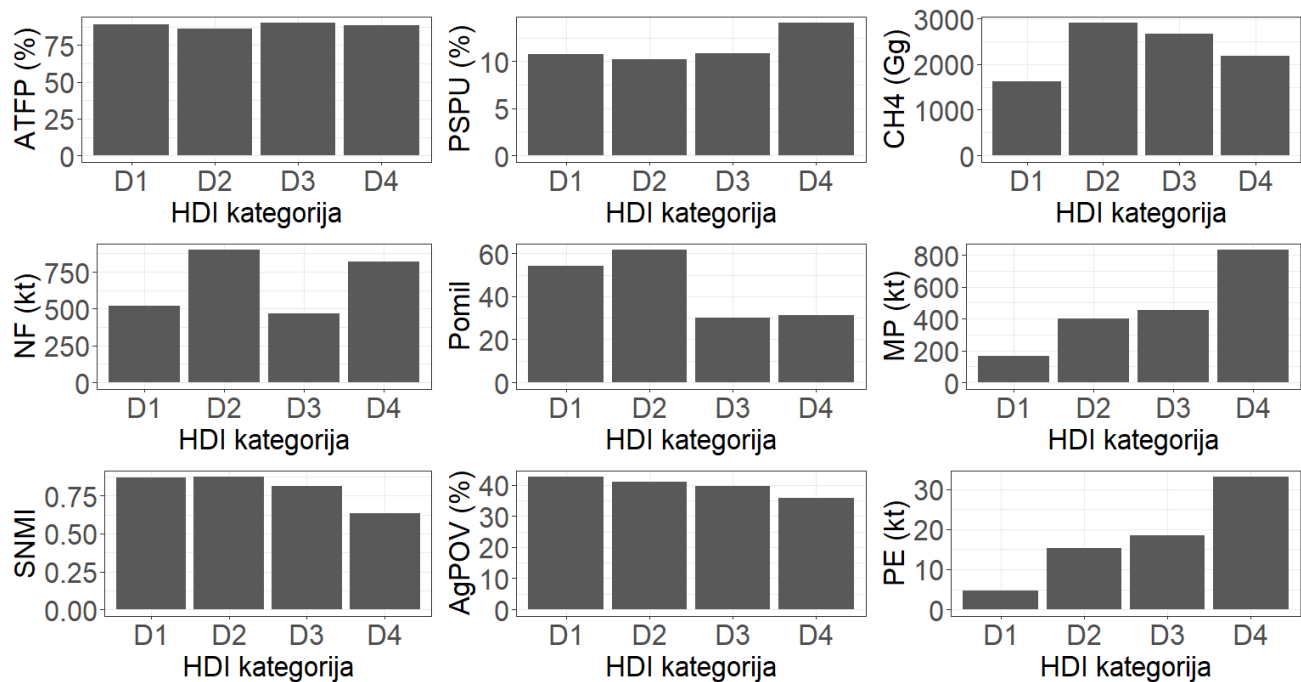 ATFP (%)
75
50
25
0
D1 D2 D3 D4
HDI kategorija
PSPU (%)
10
5
0
D1 D2 D3 D4
HDI kategorija
CH4 (Gg)
3000
2000
1000
0
D1 D2 D3 D4
HDI kategorija
NF (kt)
750
500
250
0
D1 D2 D3 D4
HDI kategorija
Pomil
60
40
20
0
D1 D2 D3 D4
HDI kategorija
MP (kt)
800
600
400
200
0
D1 D2 D3 D4
HDI kategorija
SNMI
0.75
0.50
0.25
0.00
D1 D2 D3 D4
HDI kategorija
AgPOV (%)
40
30
20
10
0
D1 D2 D3 D4
HDI kategorija
PE (kt)
30
20
10
0
D1 D2 D3 D4
HDI kategorija